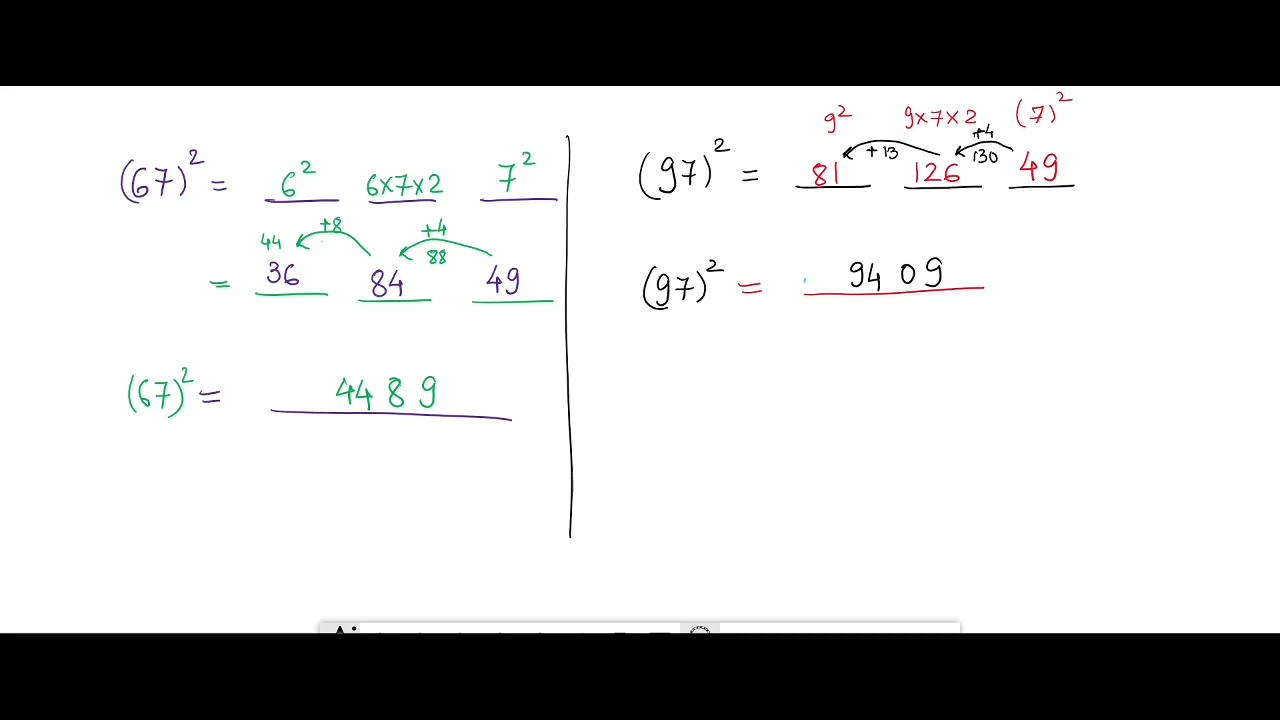 (67)² = 6² 6×7×2 7²
44 +8 +4
88
= 36 84 49
(67)² = 4489
9² 9×7×2 (7)²
+13 +4
130
(97)² = 81 126 49
(97)² = 9409